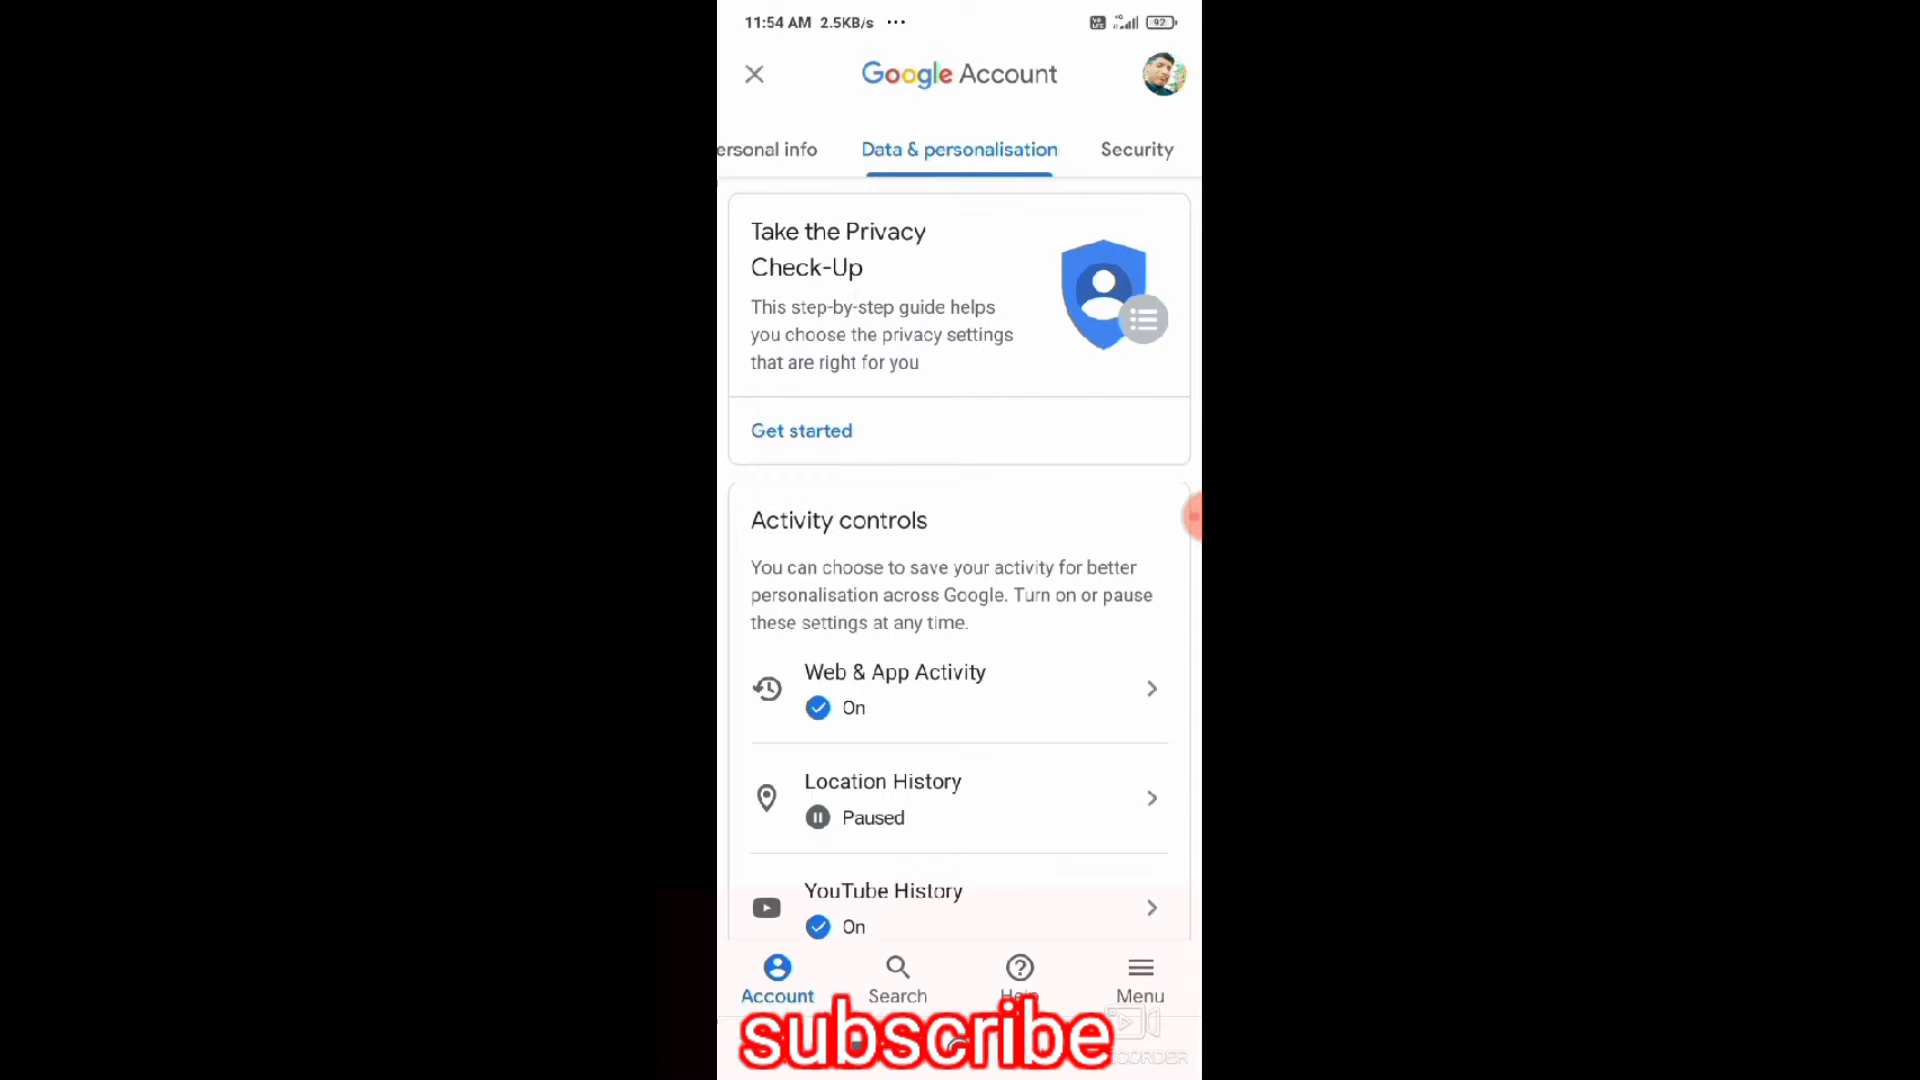 11:54 AM 2.5KB/s ... 92
Google Account
ersonal info Data & personalisation Security
Take the Privacy
Check-Up
This step-by-step guide helps
you choose the privacy settings
that are right for you
Get started
Activity controls
You can choose to save your activity for better
personalisation across Google. Turn on or pause
these settings at any time.
Web & App Activity
On
Location History
Paused
YouTube History
On
Account Search Help Menu
subscribe
CORDER